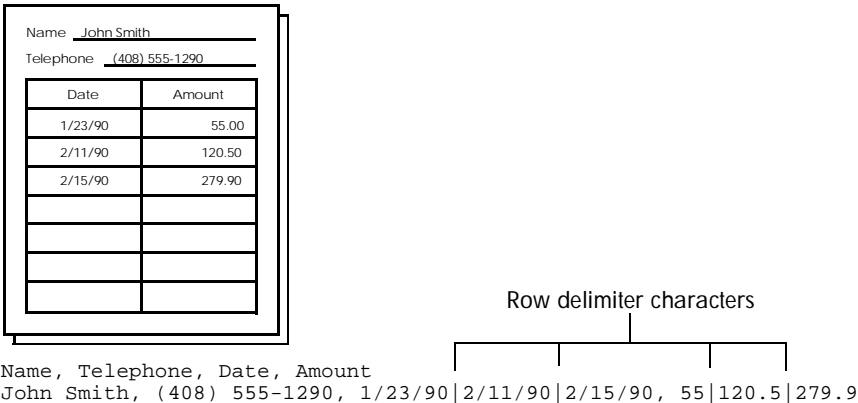 Name John Smith
Telephone (408) 555-1290
Date Amount
1/23/90 55.00
2/11/90 120.50
2/15/90 279.90
Row delimiter characters
Name, Telephone, Date, Amount
John Smith, (408) 555-1290, 1/23/90|2/11/90|2/15/90, 55|120.5|279.9